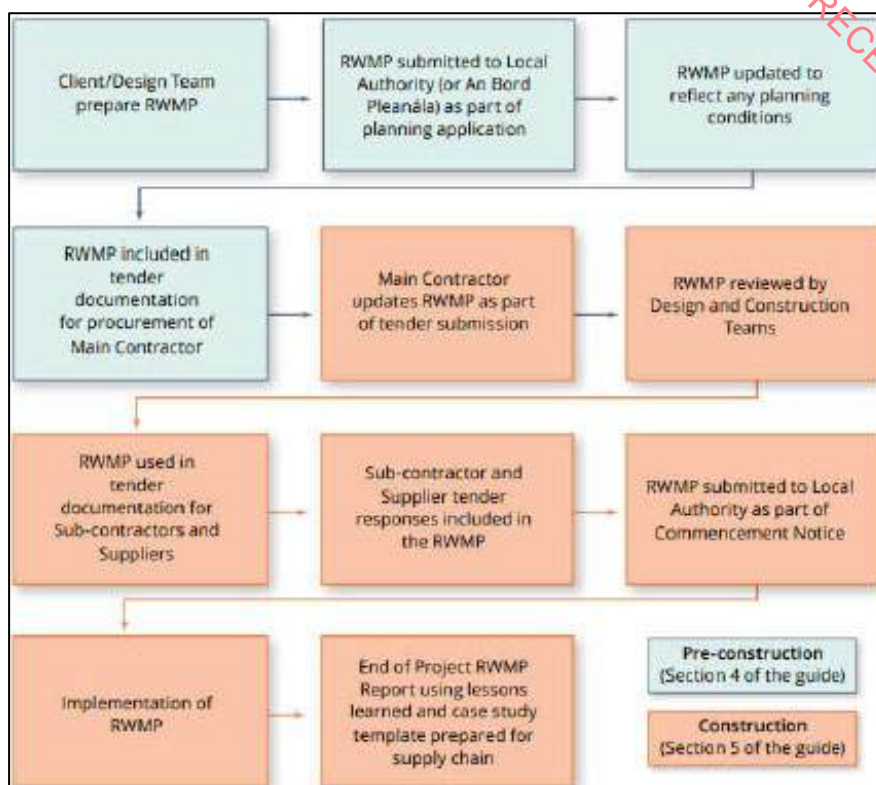 RECE
Client/Design Team
prepare RWMP
RWMP submitted to Local
Authority (or An Bord
Pleanála) as part of
planning application
RWMP updated to
reflect any planning
conditions
RWMP included in
tender
documentation
for procurement of
Main Contractor
Main Contractor
updates RWMP as part
of tender submission
RWMP reviewed by
Design and Construction
Teams
RWMP used in
tender
documentation for
Sub-contractors and
Suppliers
Sub-contractor and
Supplier tender
responses included in
the RWMP
RWMP submitted to Local
Authority as part of
Commencement Notice
Implementation of
RWMP
End of Project RWMP
Report using lessons
learned and case study
template prepared for
supply chain
Pre-construction
(Section 4 of the guide)
Construction
(Section 5 of the guide)